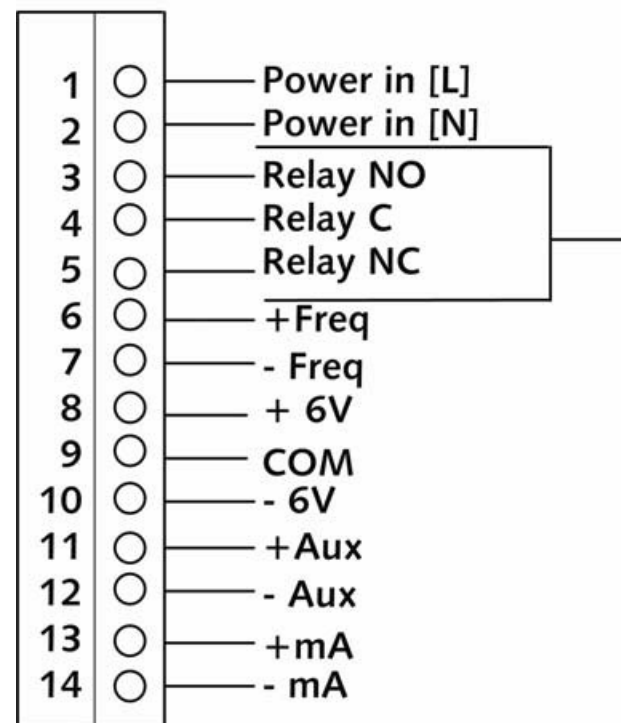 1 Power in [L]
2 Power in [N]
3 Relay NO
4 Relay C
5 Relay NC
6 +Freq
7 - Freq
8 + 6V
9 COM
10 - 6V
11 +Aux
12 - Aux
13 +mA
14 - mA